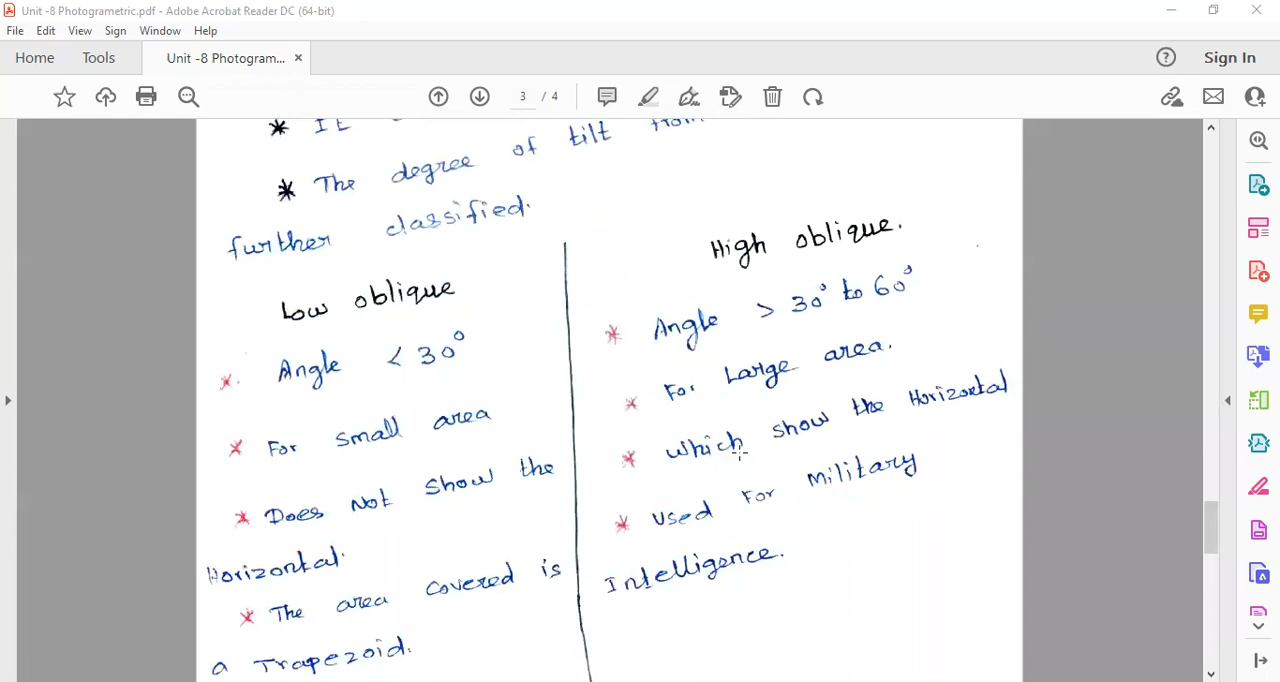 Unit -8 Photogrametric.pdf - Adobe Acrobat Reader DC (64-bit)
File Edit View Sign Window Help
Home Tools Unit -8 Photogram... × Sign In
3 / 4
* It
* The degree of tilt from
further classified.
Low oblique
* Angle < 30°
* For small area
* Does Not show the
Horizontal.
* The area covered is
a Trapezoid.
High oblique.
* Angle > 30° to 60°
* For Large area.
* Which show the Horizontal
* Used For Military
Intelligence.